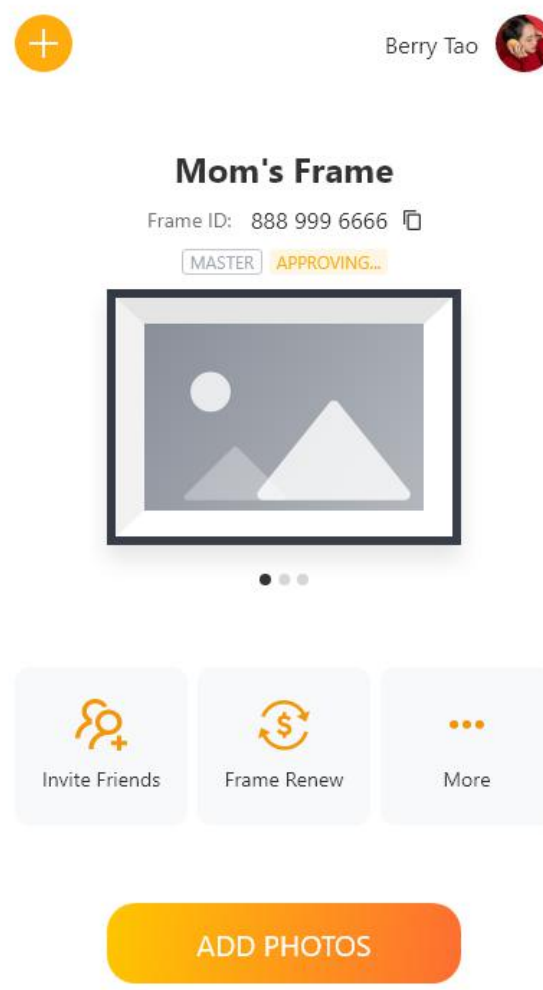 Berry Tao
Mom's Frame
Frame ID: 888 999 6666
MASTER APPROVING...
Invite Friends Frame Renew More
ADD PHOTOS